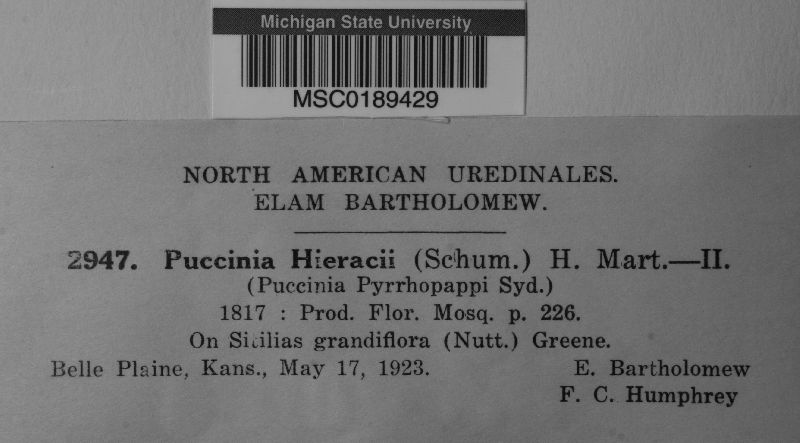 Michigan State University
MSC0189429
NORTH AMERICAN UREDINALES.
ELAM BARTHOLOMEW.
2947. Puccinia Hieracii (Schum.) H. Mart.—II.
(Puccinia Pyrrhopappi Syd.)
1817 : Prod. Flor. Mosq. p. 226.
On Sitilias grandiflora (Nutt.) Greene.
Belle Plaine, Kans., May 17, 1923. E. Bartholomew
F. C. Humphrey